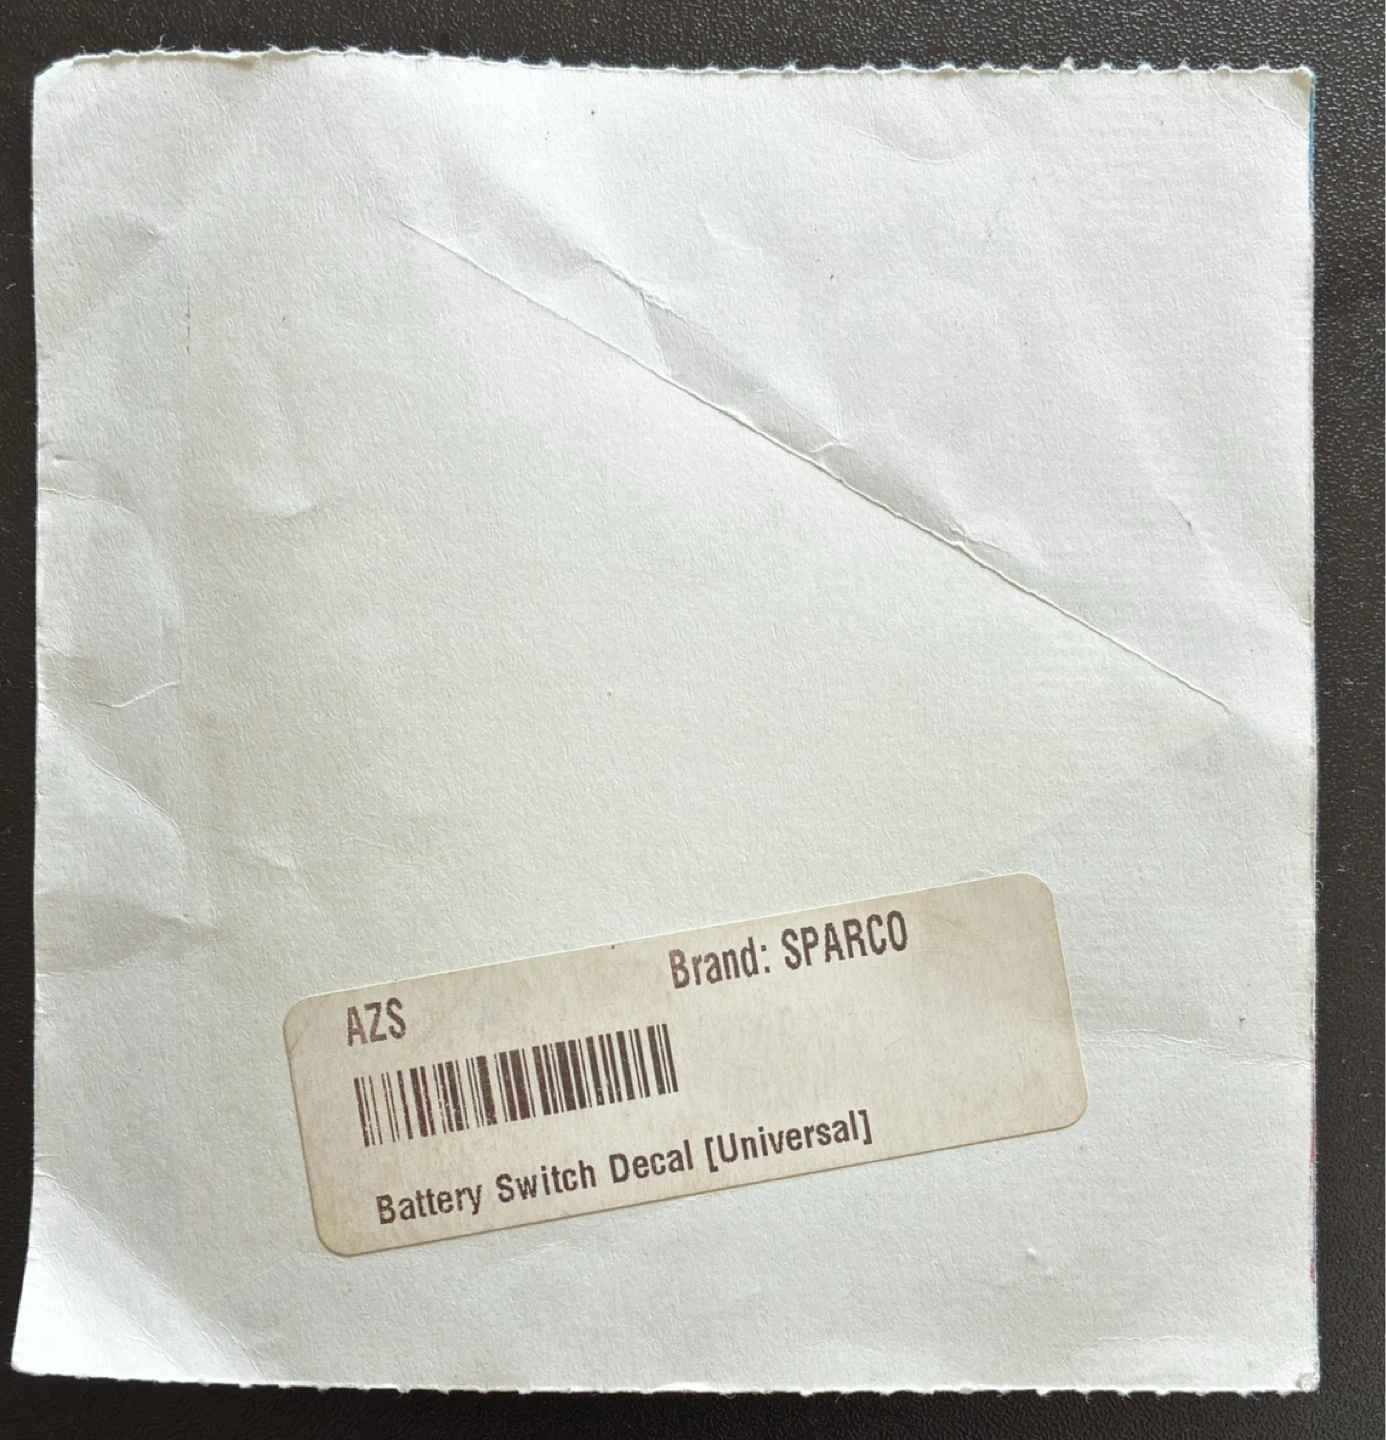 AZS Brand: SPARCO
Battery Switch Decal [Universal]